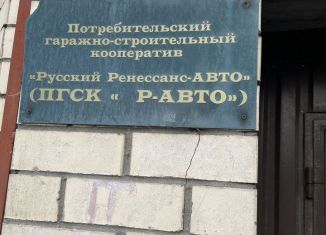 Потребительский
гаражно-строительный
кооператив
«Русский Ренессанс-АВТО»
(ПГСК « Р-АВТО»)